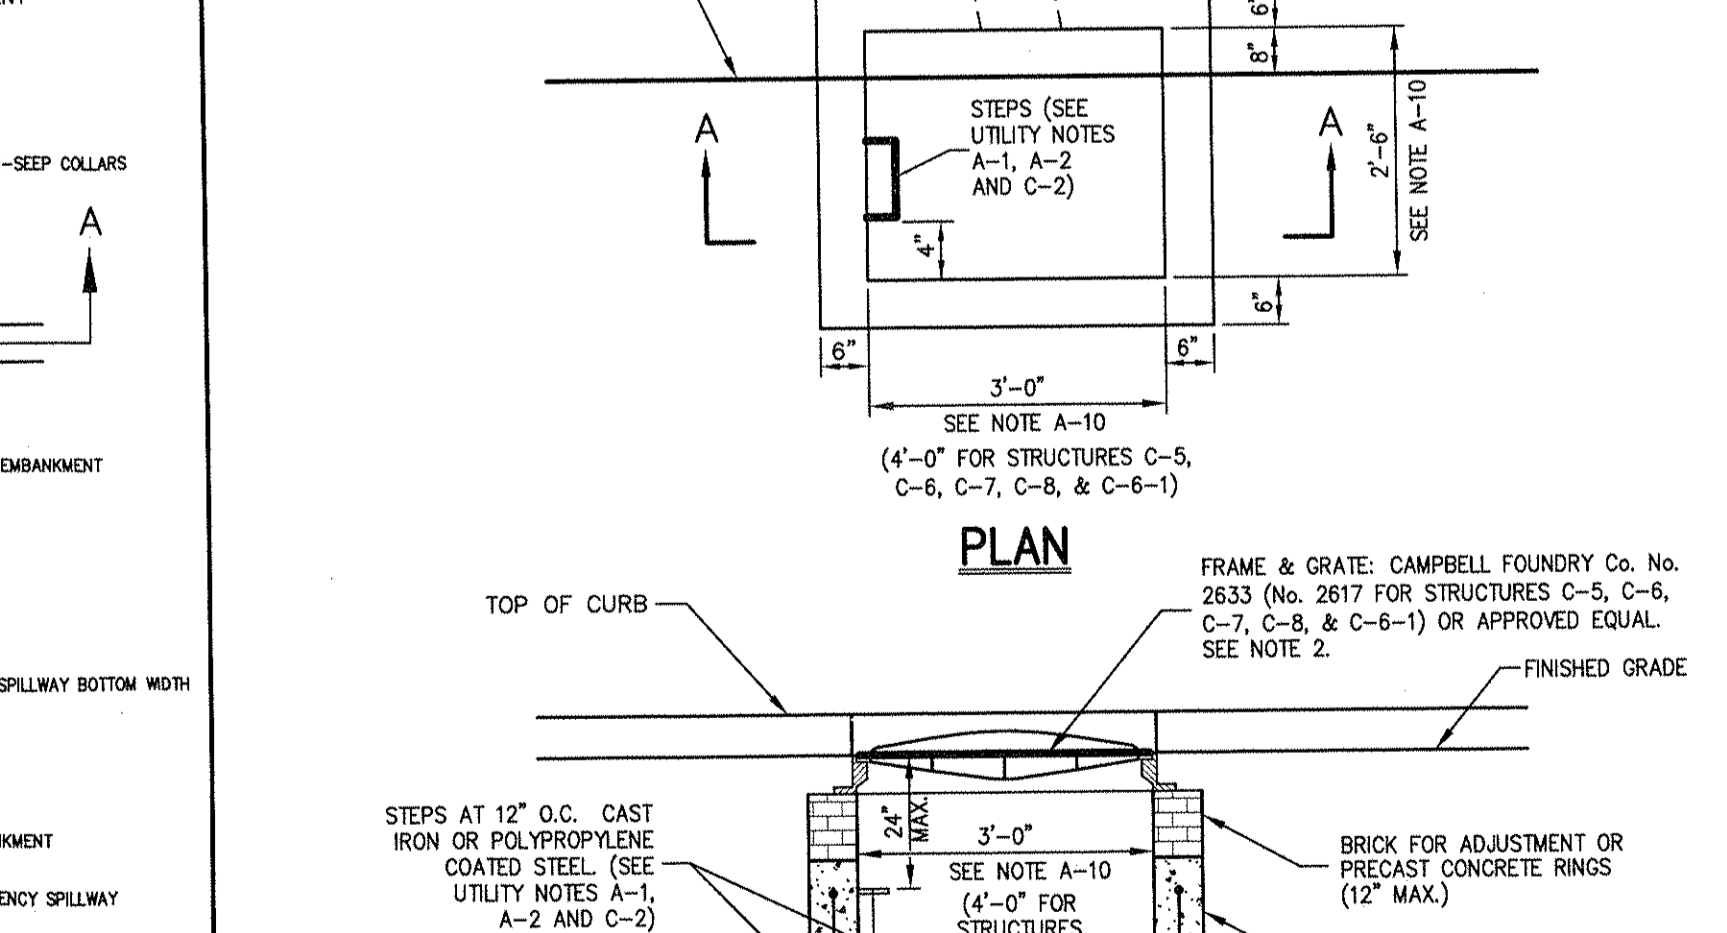 -SEEP COLLARS
A
EMBANKMENT
SPILLWAY BOTTOM WIDTH
6"
8"
STEPS (SEE
UTILITY NOTES
A-1, A-2
AND C-2)
A
A
2'-6"
SEE NOTE A-10
4"
6"
6"
6"
3'-0"
SEE NOTE A-10
(4'-0" FOR STRUCTURES C-5,
C-6, C-7, C-8, & C-6-1)
PLAN
FRAME & GRATE: CAMPBELL FOUNDRY Co. No.
2633 (No. 2617 FOR STRUCTURES C-5, C-6,
C-7, C-8, & C-6-1) OR APPROVED EQUAL.
SEE NOTE 2.
TOP OF CURB
FINISHED GRADE
STEPS AT 12" O.C. CAST
IRON OR POLYPROPYLENE
COATED STEEL. (SEE
UTILITY NOTES A-1,
A-2 AND C-2)
24"
MAX.
3'-0"
SEE NOTE A-10
(4'-0" FOR
STRUCTURES
BRICK FOR ADJUSTMENT OR
PRECAST CONCRETE RINGS
(12" MAX.)
KMENT
ENCY SPILLWAY